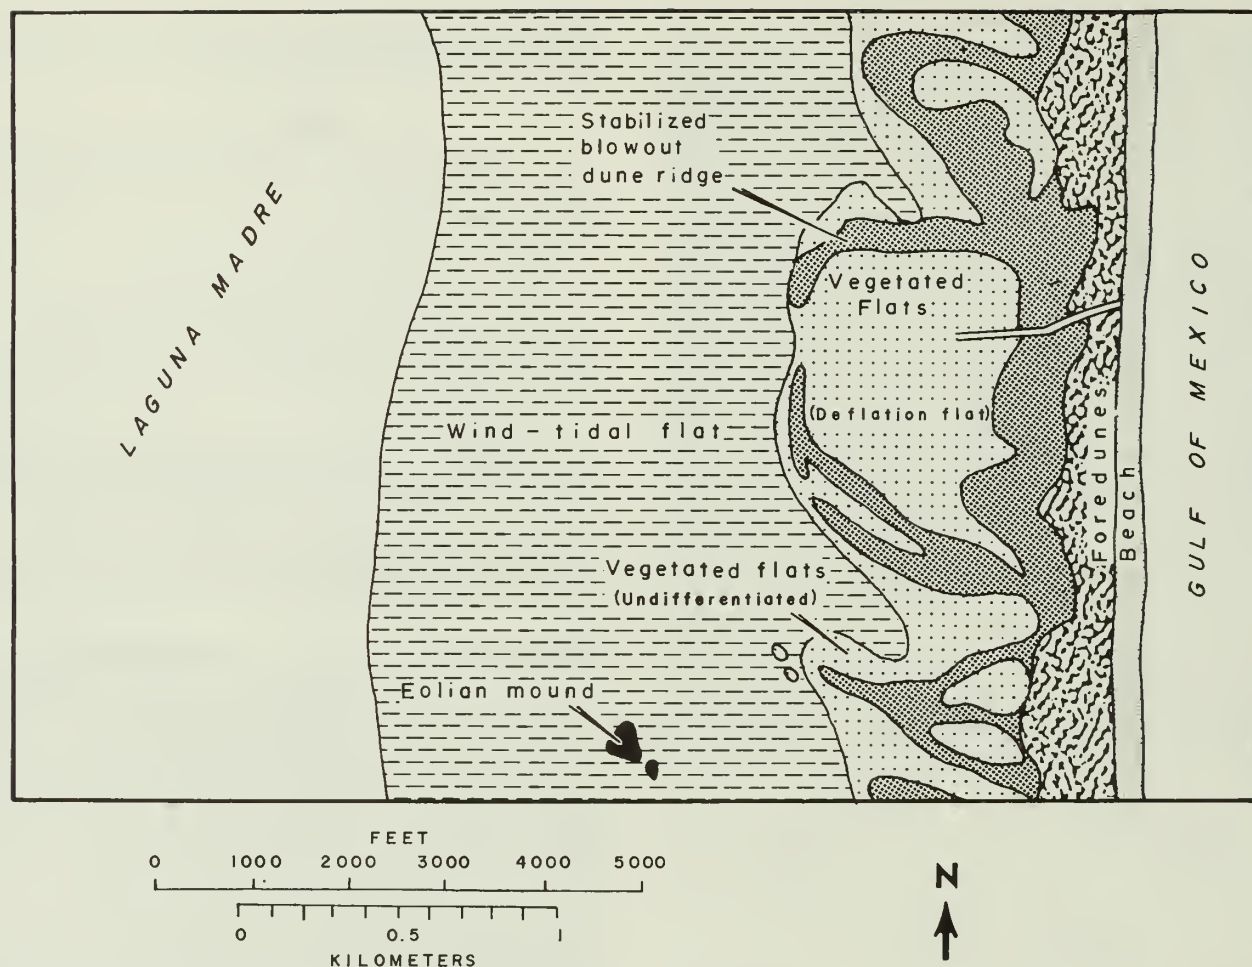 Stabilized
blowout
dune ridge
LAGUNA MADRE
Vegetated
Flats
GULF OF MEXICO
(Deflation flat)
Wind-tidal flat
Foredunes
Beach
Vegetated flats
(Undifferentiated)
Eolian mound
FEET
0 1000 2000 3000 4000 5000
0 0.5 1
KILOMETERS
N